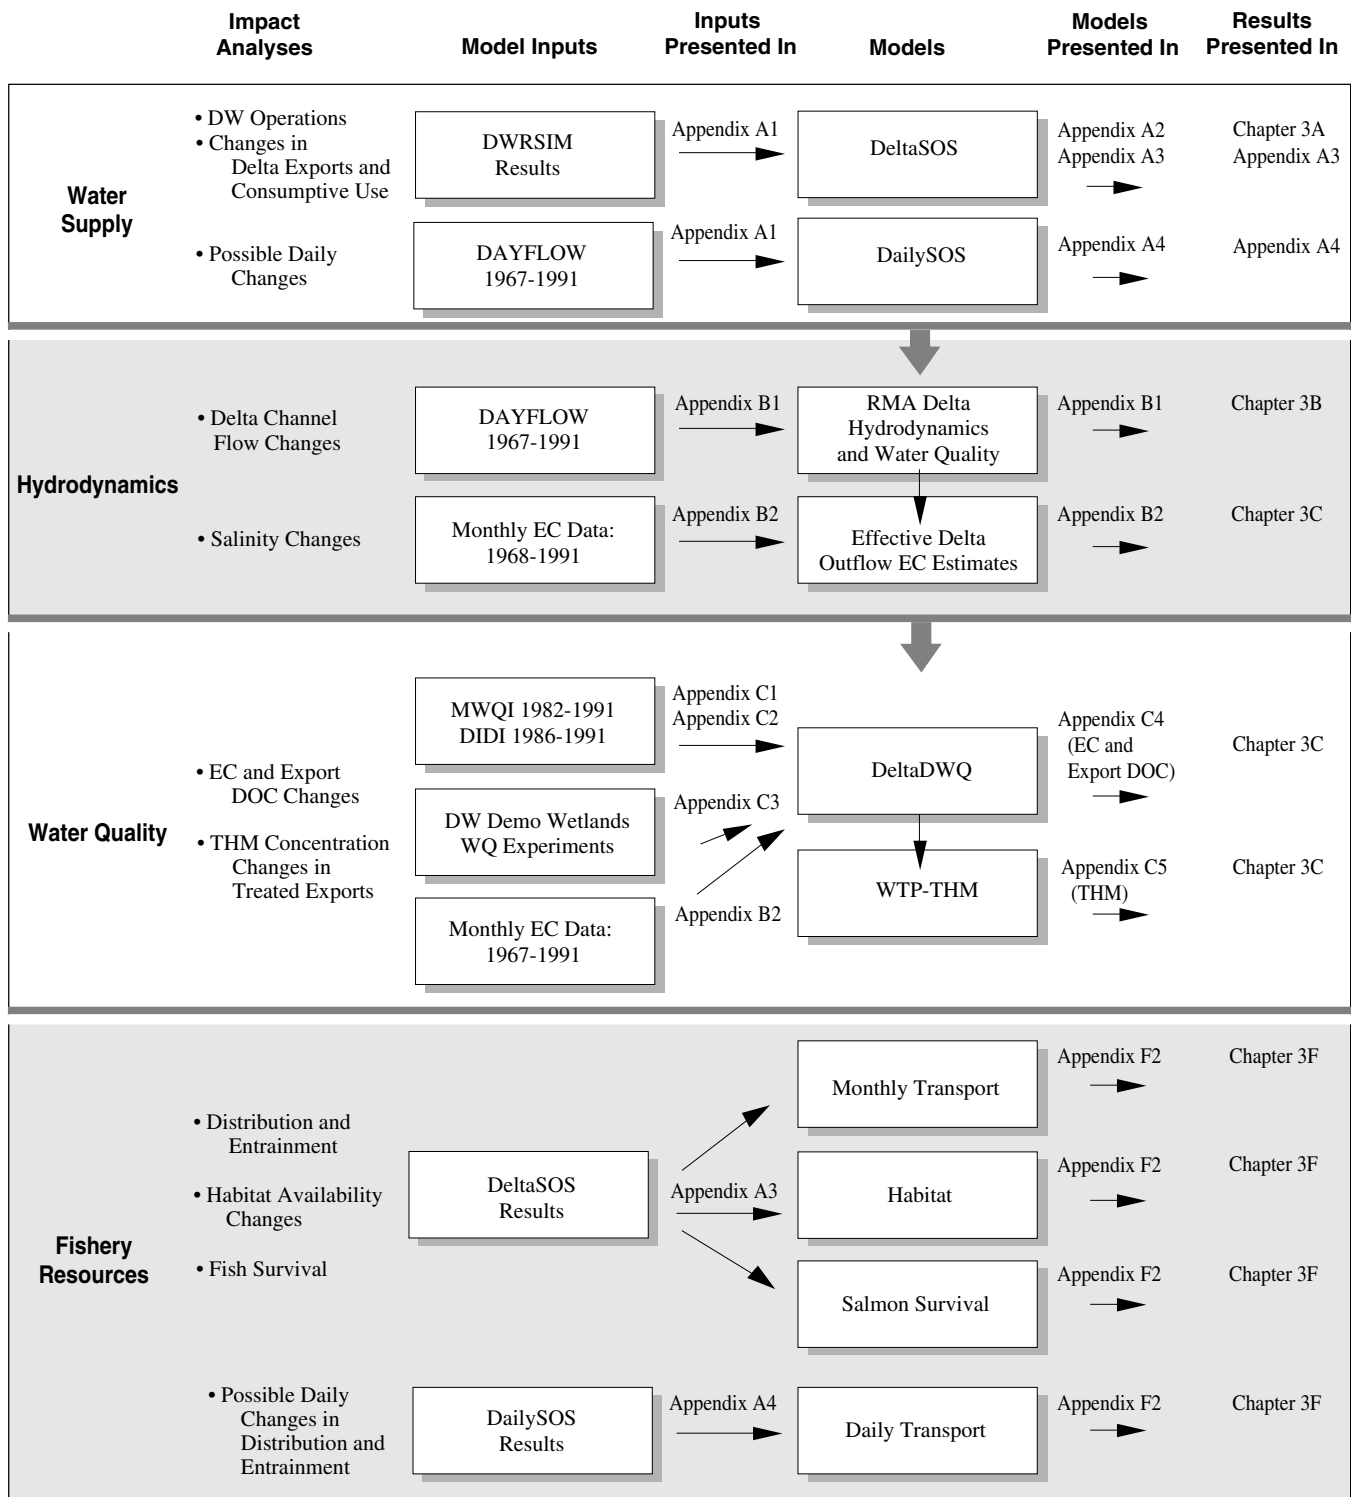 Impact
Analyses
Model Inputs
Inputs
Presented In
Models
Models
Presented In
Results
Presented In
Water
Supply
• DW Operations
• Changes in
Delta Exports and
Consumptive Use
DWRSIM
Results
Appendix A1
DeltaSOS
Appendix A2
Appendix A3
Chapter 3A
Appendix A3
• Possible Daily
Changes
DAYFLOW
1967-1991
Appendix A1
DailySOS
Appendix A4
Appendix A4
Hydrodynamics
• Delta Channel
Flow Changes
DAYFLOW
1967-1991
Appendix B1
RMA Delta
Hydrodynamics
and Water Quality
Appendix B1
Chapter 3B
• Salinity Changes
Monthly EC Data:
1968-1991
Appendix B2
Effective Delta
Outflow EC Estimates
Appendix B2
Chapter 3C
Water Quality
• EC and Export
DOC Changes
• THM Concentration
Changes in
Treated Exports
MWQI 1982-1991
DIDI 1986-1991
Appendix C1
Appendix C2
DeltaDWQ
Appendix C4
(EC and
Export DOC)
Chapter 3C
DW Demo Wetlands
WQ Experiments
Appendix C3
Monthly EC Data:
1967-1991
Appendix B2
WTP-THM
Appendix C5
(THM)
Chapter 3C
Fishery
Resources
• Distribution and
Entrainment
• Habitat Availability
Changes
• Fish Survival
DeltaSOS
Results
Appendix A3
Monthly Transport
Appendix F2
Chapter 3F
Habitat
Appendix F2
Chapter 3F
Salmon Survival
Appendix F2
Chapter 3F
• Possible Daily
Changes in
Distribution and
Entrainment
DailySOS
Results
Appendix A4
Daily Transport
Appendix F2
Chapter 3F